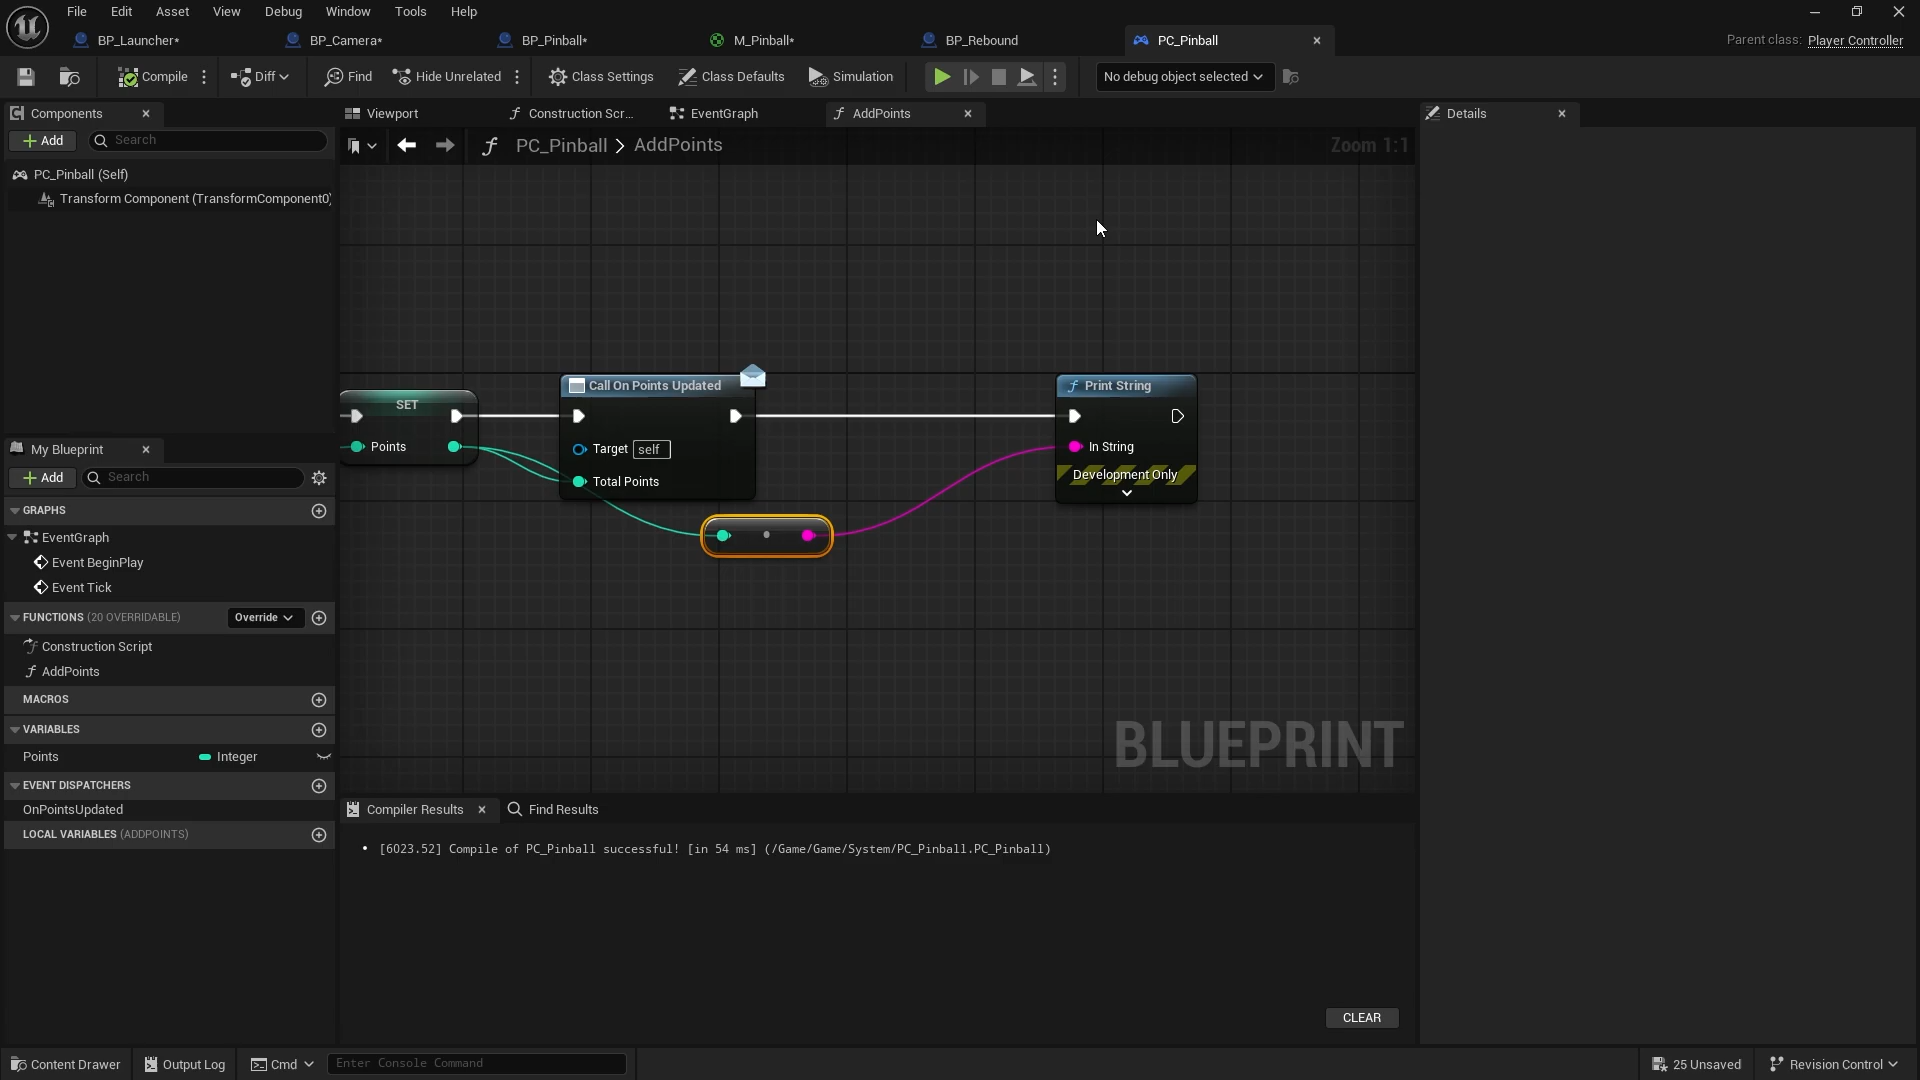 File Edit Asset View Debug Window Tools Help
BP_Launcher* BP_Camera* BP_Pinball* M_Pinball* BP_Rebound PC_Pinball Parent class: Player Controller
Compile Diff Find Hide Unrelated Class Settings Class Defaults Simulation No debug object selected
Components Viewport Construction Scr... EventGraph AddPoints Details
Add Search PC_Pinball > AddPoints Zoom 1:1
PC_Pinball (Self)
Transform Component (TransformComponent0)
SET
Points
Call On Points Updated
Target self
Total Points
Print String
In String
Development Only
My Blueprint
Add Search
GRAPHS
EventGraph
Event BeginPlay
Event Tick
FUNCTIONS (20 OVERRIDABLE) Override
Construction Script
AddPoints
MACROS
VARIABLES
Points Integer
EVENT DISPATCHERS
OnPointsUpdated
LOCAL VARIABLES (ADDPOINTS)
BLUEPRINT
Compiler Results Find Results
• [6023.52] Compile of PC_Pinball successful! [in 54 ms] (/Game/Game/System/PC_Pinball.PC_Pinball)
CLEAR
Content Drawer Output Log Cmd Enter Console Command 25 Unsaved Revision Control